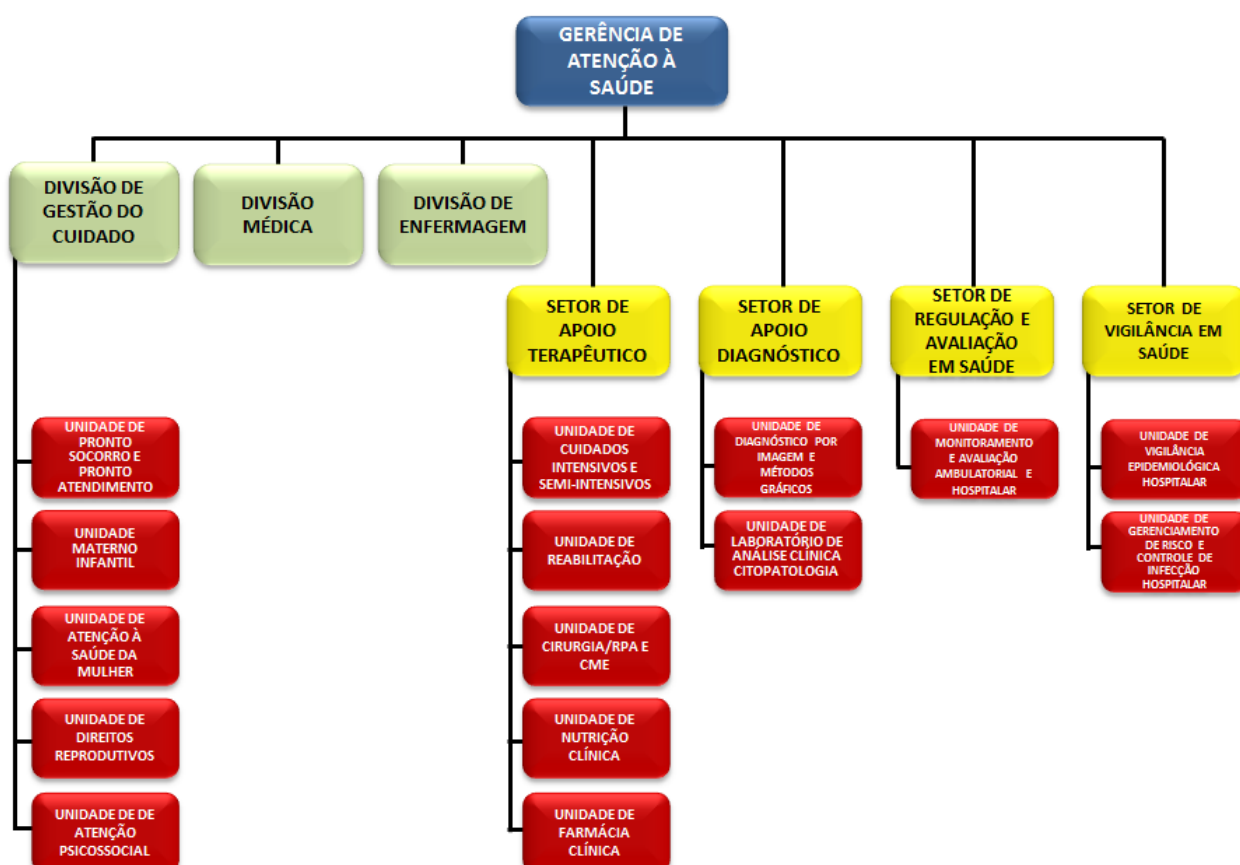 GERÊNCIA DE
ATENÇÃO À
SAÚDE
DIVISÃO DE
GESTÃO DO
CUIDADO
DIVISÃO
MÉDICA
DIVISÃO DE
ENFERMAGEM
SETOR DE
APOIO
TERAPÊUTICO
SETOR DE
APOIO
DIAGNÓSTICO
SETOR DE
REGULAÇÃO E
AVALIAÇÃO
EM SAÚDE
SETOR DE
VIGILÂNCIA EM
SAÚDE
UNIDADE DE
PRONTO
SOCORRO E
PRONTO
ATENDIMENTO
UNIDADE
MATERNO
INFANTIL
UNIDADE DE
ATENÇÃO À
SAÚDE DA
MULHER
UNIDADE DE
DIREITOS
REPRODUTIVOS
UNIDADE DE DE
ATENÇÃO
PSICOSSOCIAL
UNIDADE DE
CUIDADOS
INTENSIVOS E
SEMI-INTENSIVOS
UNIDADE DE
REABILITAÇÃO
UNIDADE DE
CIRURGIA/RPA E
CME
UNIDADE DE
NUTRIÇÃO
CLÍNICA
UNIDADE DE
FARMÁCIA
CLÍNICA
UNIDADE DE
DIAGNÓSTICO POR
IMAGEM E
MÉTODOS
GRÁFICOS
UNIDADE DE
LABORATÓRIO DE
ANÁLISE CLÍNICA
CITOPATOLOGIA
UNIDADE DE
MONITORAMENTO
E AVALIAÇÃO
AMBULATORIAL E
HOSPITALAR
UNIDADE DE
VIGILÂNCIA
EPIDEMIOLÓGICA
HOSPITALAR
UNIDADE DE
GERENCIAMENTO
DE RISCO E
CONTROLE DE
INFECÇÃO
HOSPITALAR